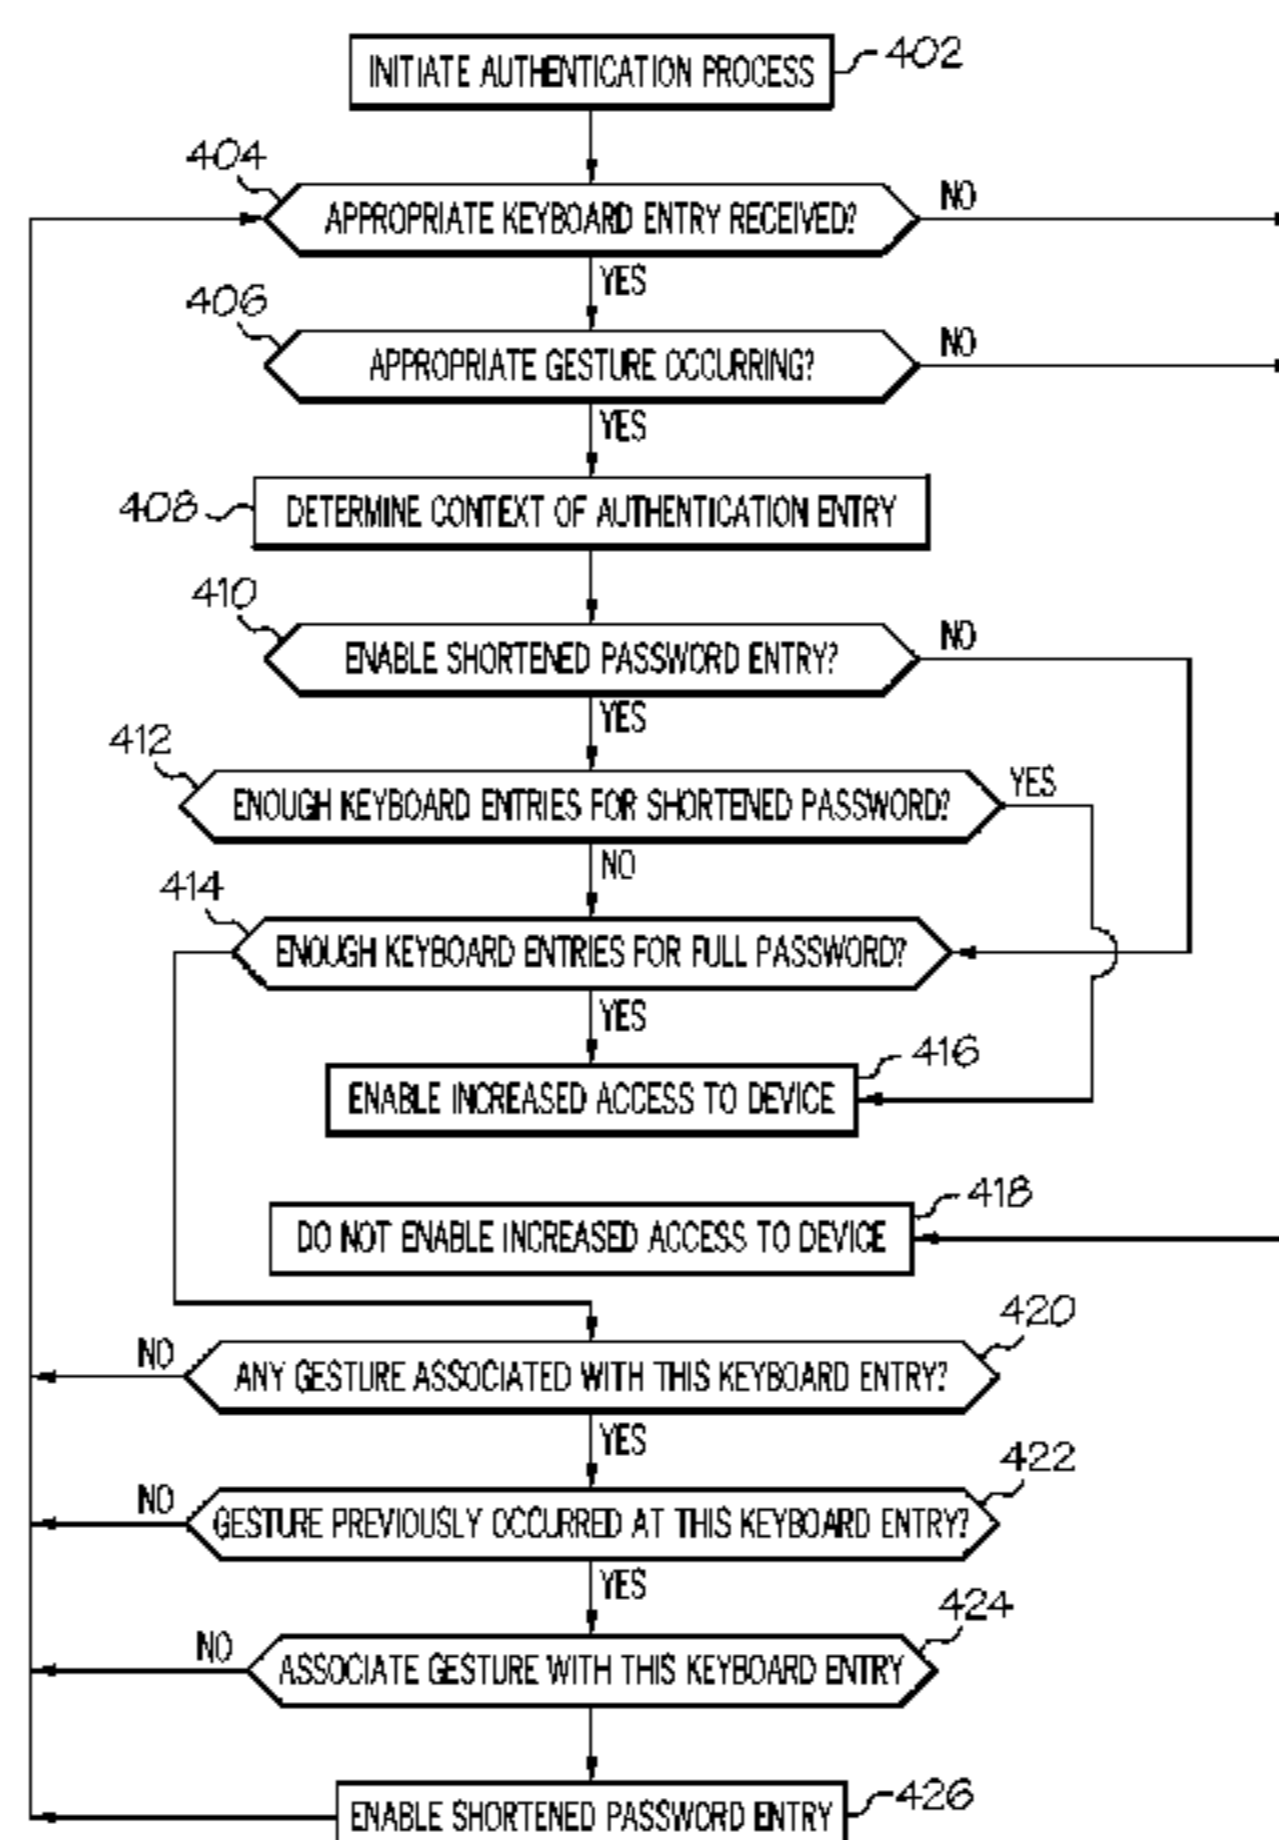 INITIATE AUTHENTICATION PROCESS
402
404
APPROPRIATE KEYBOARD ENTRY RECEIVED?
NO
YES
406
APPROPRIATE GESTURE OCCURRING?
NO
YES
408
DETERMINE CONTEXT OF AUTHENTICATION ENTRY
410
ENABLE SHORTENED PASSWORD ENTRY?
NO
YES
412
ENOUGH KEYBOARD ENTRIES FOR SHORTENED PASSWORD?
YES
NO
414
ENOUGH KEYBOARD ENTRIES FOR FULL PASSWORD?
YES
416
ENABLE INCREASED ACCESS TO DEVICE
418
DO NOT ENABLE INCREASED ACCESS TO DEVICE
420
NO
ANY GESTURE ASSOCIATED WITH THIS KEYBOARD ENTRY?
YES
422
NO
GESTURE PREVIOUSLY OCCURRED AT THIS KEYBOARD ENTRY?
YES
424
NO
ASSOCIATE GESTURE WITH THIS KEYBOARD ENTRY
426
ENABLE SHORTENED PASSWORD ENTRY